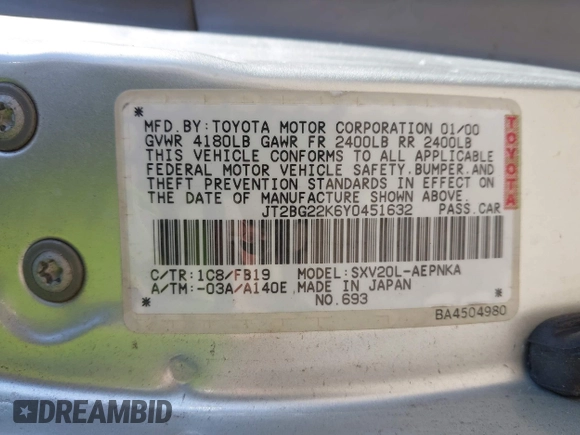 MFD. BY: TOYOTA MOTOR CORPORATION 01/00
GVWR 4180LB GAWR FR 2400LB RR 2400LB
THIS VEHICLE CONFORMS TO ALL APPLICABLE
FEDERAL MOTOR VEHICLE SAFETY, BUMPER, AND
THEFT PREVENTION STANDARDS IN EFFECT ON
THE DATE OF MANUFACTURE SHOWN ABOVE.
JT2BG22K6Y0451632 PASS. CAR
TOYOTA
C/TR: 1C8/FB19 MODEL: SXV20L-AEPNKA
A/TM: -03A/A140E MADE IN JAPAN
NO. 693
BA4504980
DREAMBID